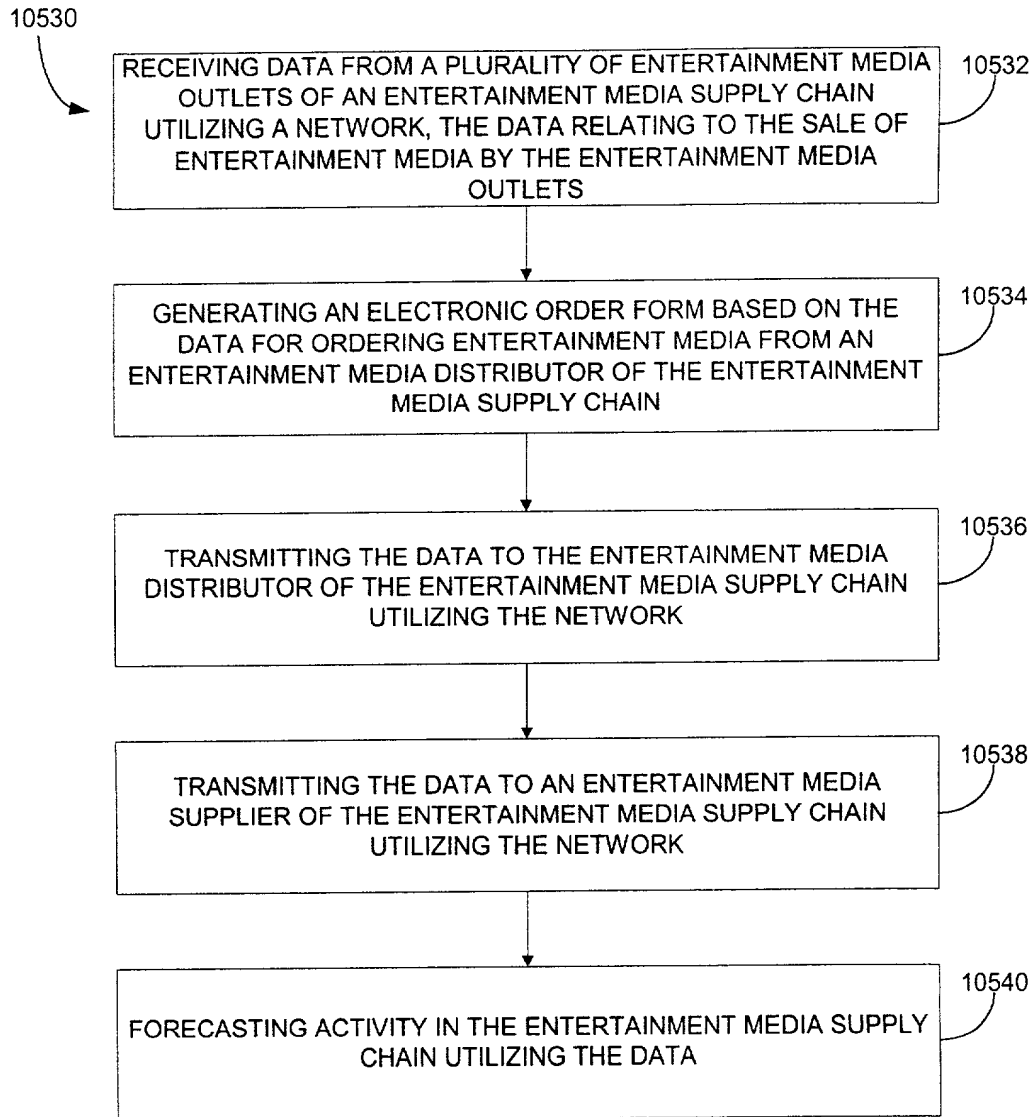 10530
RECEIVING DATA FROM A PLURALITY OF ENTERTAINMENT MEDIA
OUTLETS OF AN ENTERTAINMENT MEDIA SUPPLY CHAIN
UTILIZING A NETWORK, THE DATA RELATING TO THE SALE OF
ENTERTAINMENT MEDIA BY THE ENTERTAINMENT MEDIA
OUTLETS
10532
GENERATING AN ELECTRONIC ORDER FORM BASED ON THE
DATA FOR ORDERING ENTERTAINMENT MEDIA FROM AN
ENTERTAINMENT MEDIA DISTRIBUTOR OF THE ENTERTAINMENT
MEDIA SUPPLY CHAIN
10534
TRANSMITTING THE DATA TO THE ENTERTAINMENT MEDIA
DISTRIBUTOR OF THE ENTERTAINMENT MEDIA SUPPLY CHAIN
UTILIZING THE NETWORK
10536
TRANSMITTING THE DATA TO AN ENTERTAINMENT MEDIA
SUPPLIER OF THE ENTERTAINMENT MEDIA SUPPLY CHAIN
UTILIZING THE NETWORK
10538
FORECASTING ACTIVITY IN THE ENTERTAINMENT MEDIA SUPPLY
CHAIN UTILIZING THE DATA
10540